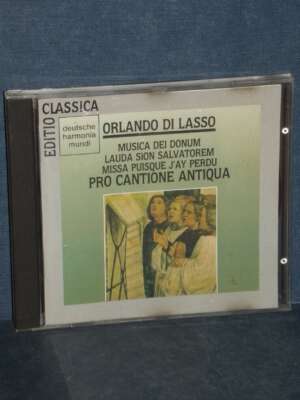 EDITIO CLASSICA
deutsche
harmonia
mundi
ORLANDO DI LASSO
MUSICA DEI DONUM
LAUDA SION SALVATOREM
MISSA PUISQUE J'AY PERDU
PRO CANTIONE ANTIQUA